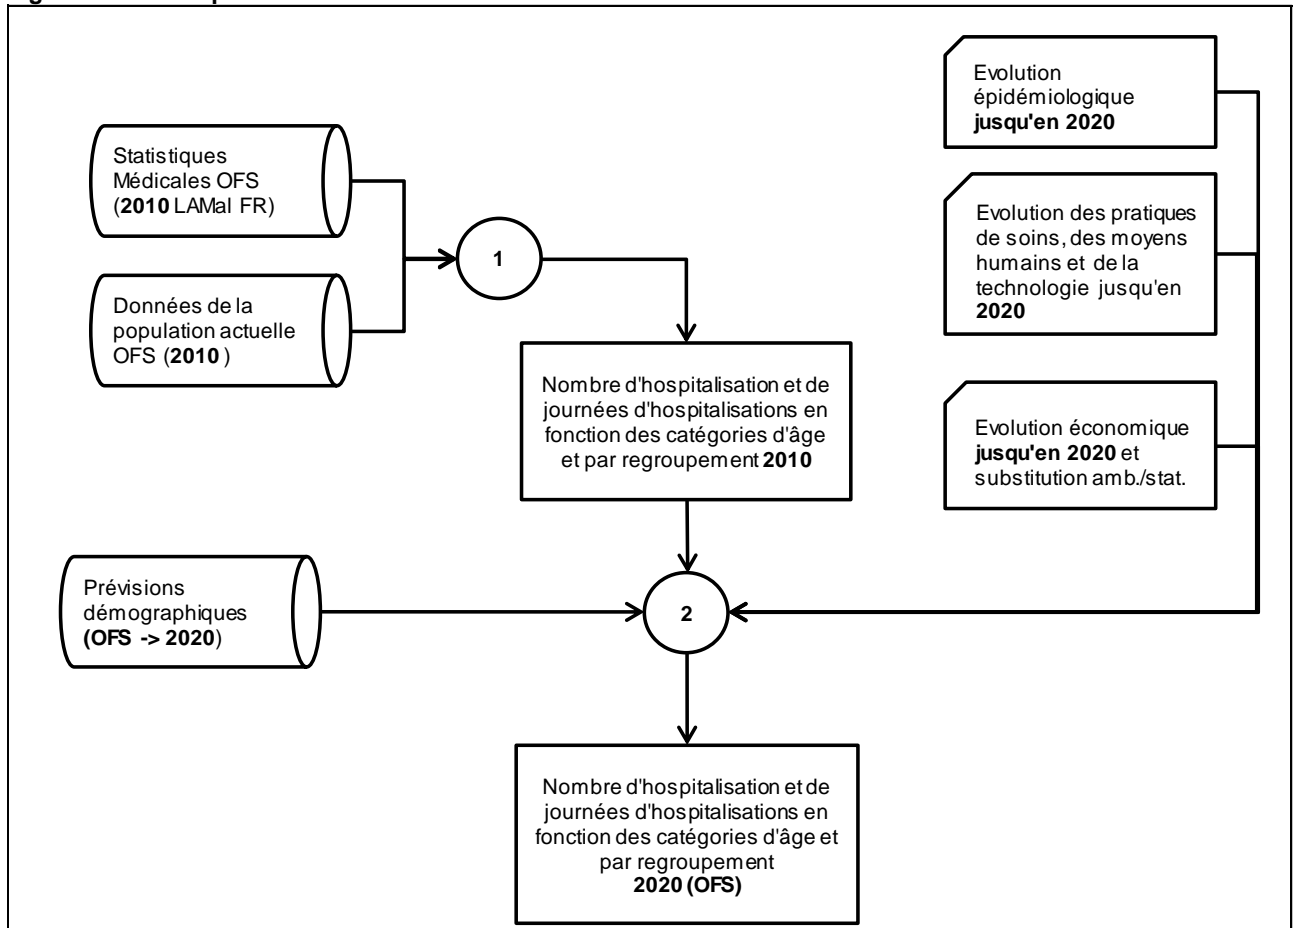 Statistiques
Médicales OFS
(2010 LAMal FR)
Données de la
population actuelle
OFS (2010 )
1
Nombre d'hospitalisation et de
journées d'hospitalisations en
fonction des catégories d'âge
et par regroupement 2010
Evolution
épidémiologique
jusqu'en 2020
Evolution des pratiques
de soins, des moyens
humains et de la
technologie jusqu'en
2020
Evolution économique
jusqu'en 2020 et
substitution amb./stat.
Prévisions
démographiques
(OFS -> 2020)
2
Nombre d'hospitalisation et de
journées d'hospitalisations en
fonction des catégories d'âge et
par regroupement
2020 (OFS)